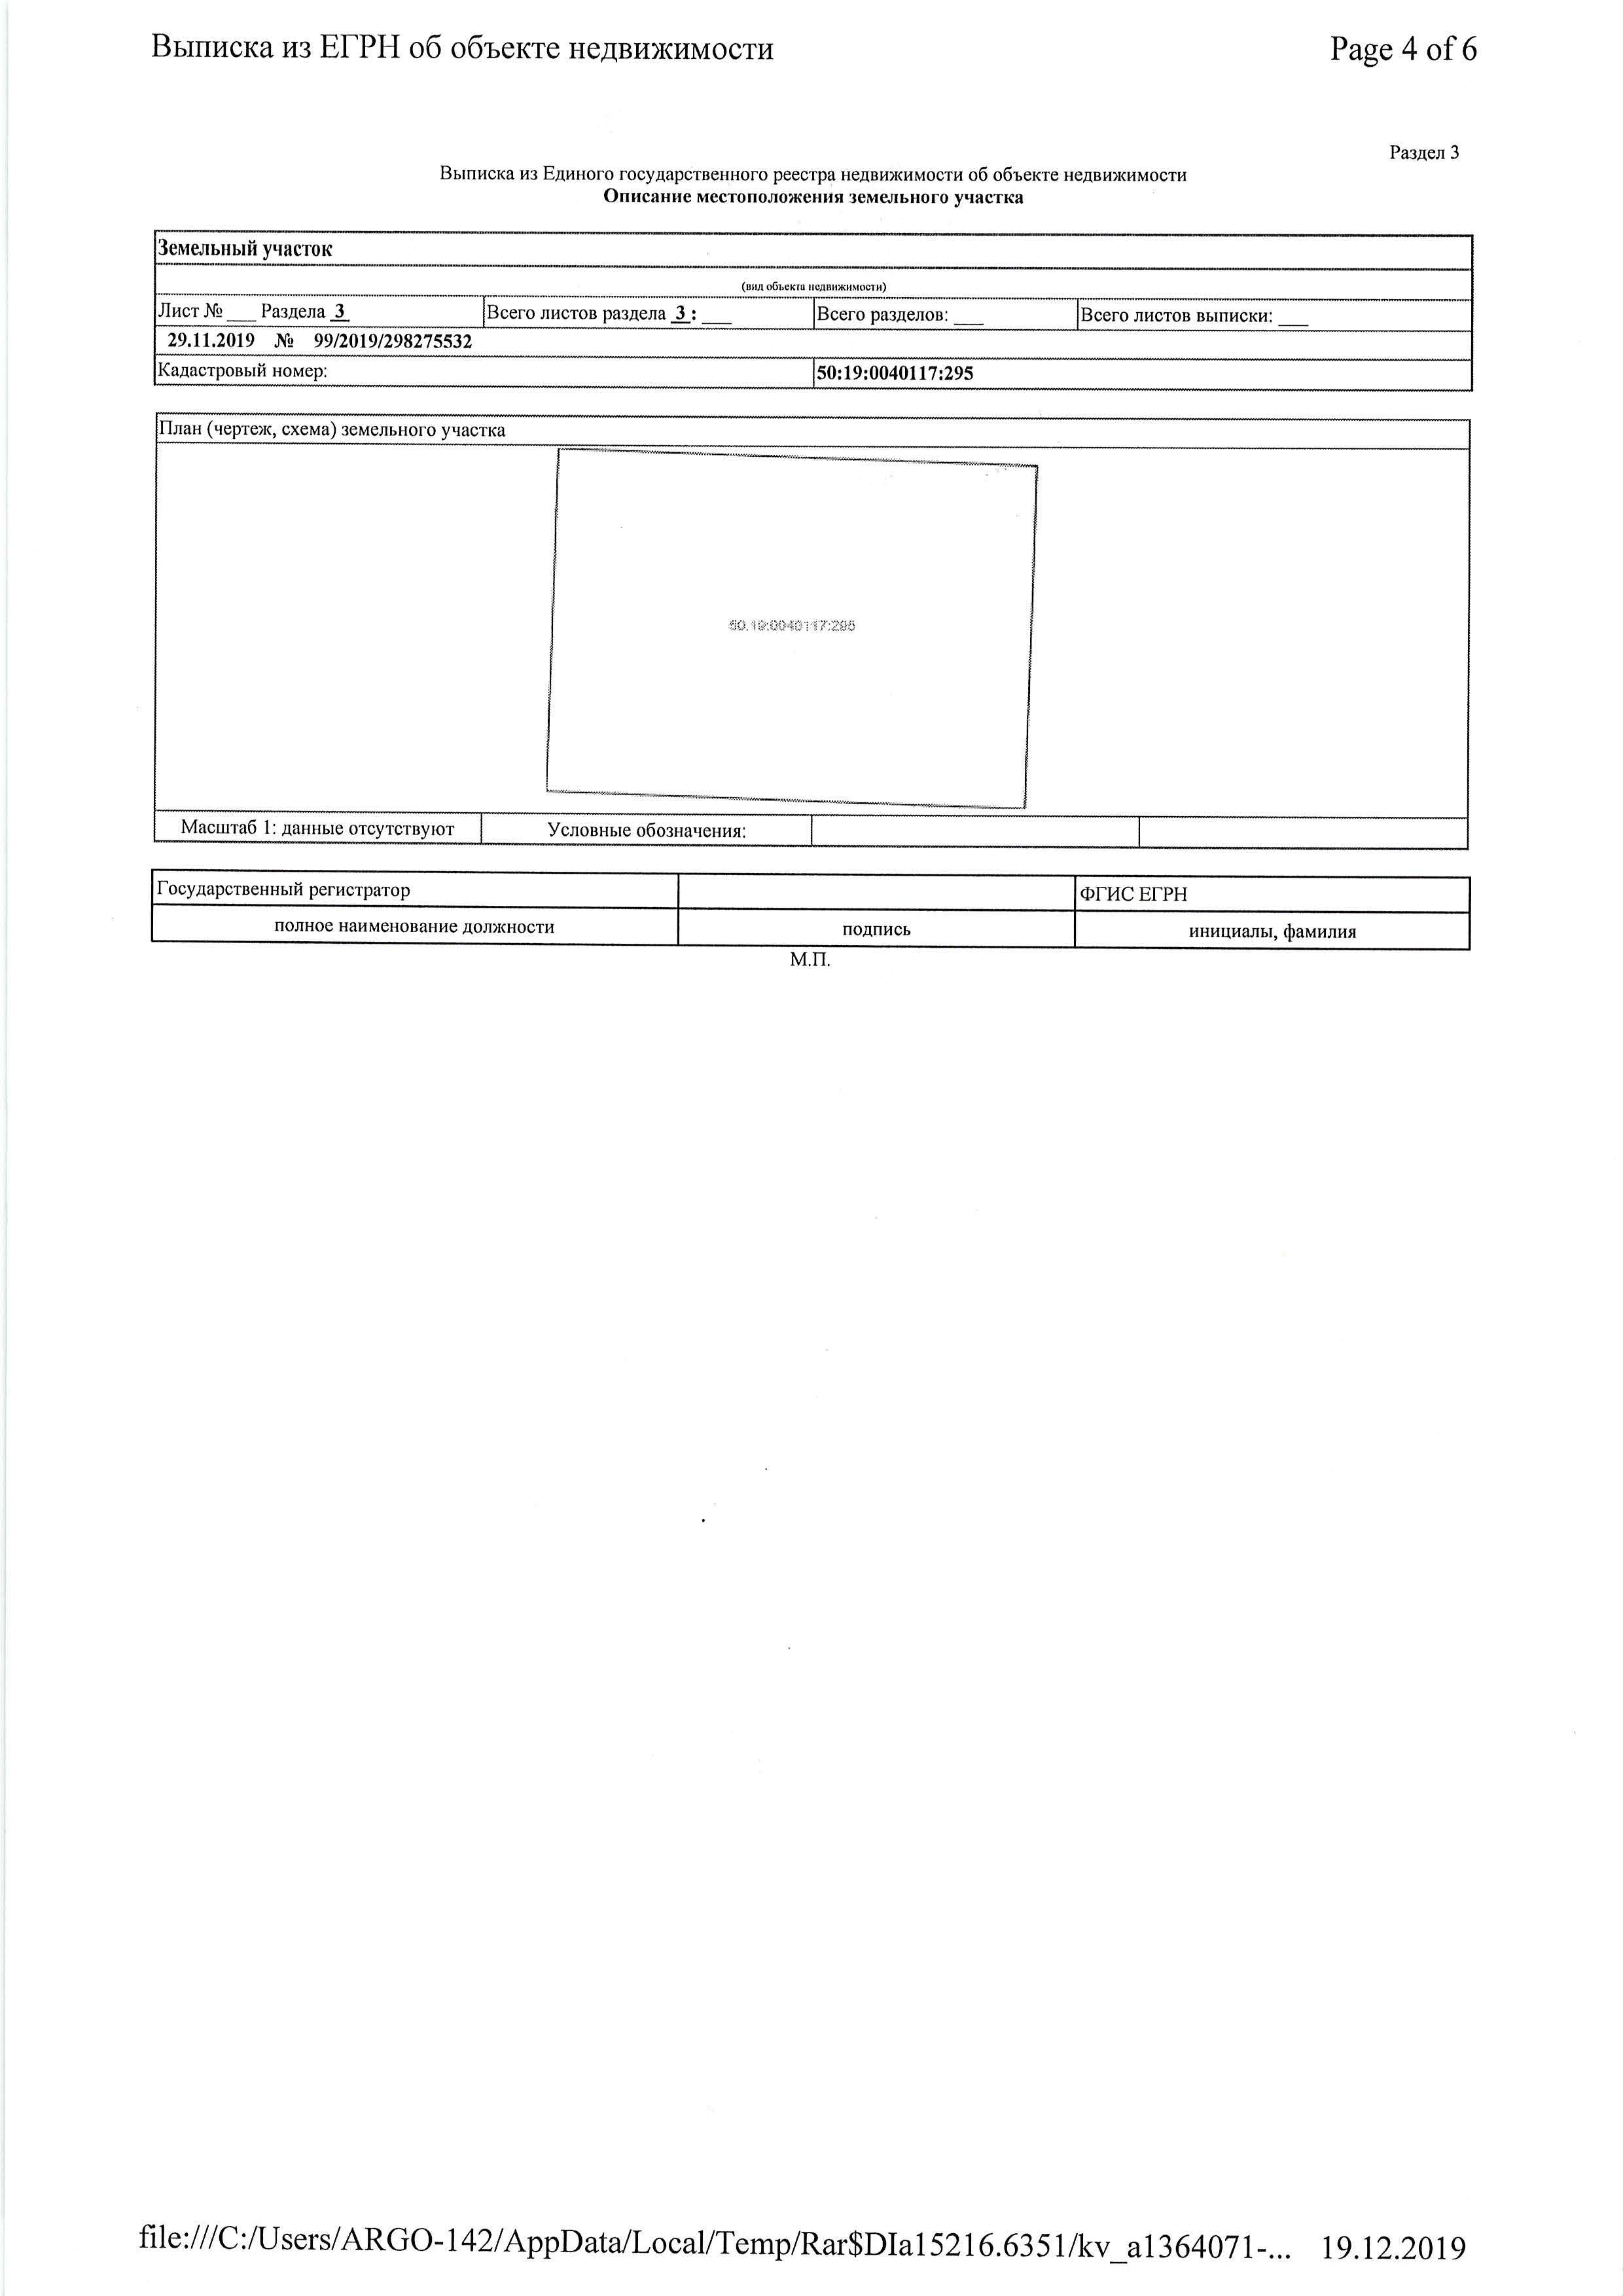 Выписка из ЕГРН об объекте недвижимости Page 4 of 6
Раздел 3
Выписка из Единого государственного реестра недвижимости об объекте недвижимости
Описание местоположения земельного участка
Земельный участок
(вид объекта недвижимости)
Лист № ___ Раздела 3 Всего листов раздела 3 : ___ Всего разделов: ___ Всего листов выписки: ___
29.11.2019 № 99/2019/298275532
Кадастровый номер: 50:19:0040117:295
План (чертеж, схема) земельного участка
50:19:0040117:295
Масштаб 1: данные отсутствуют Условные обозначения:
Государственный регистратор ФГИС ЕГРН
полное наименование должности подпись инициалы, фамилия
М.П.
file:///C:/Users/ARGO-142/AppData/Local/Temp/Rar$DIa15216.6351/kv_a1364071-... 19.12.2019